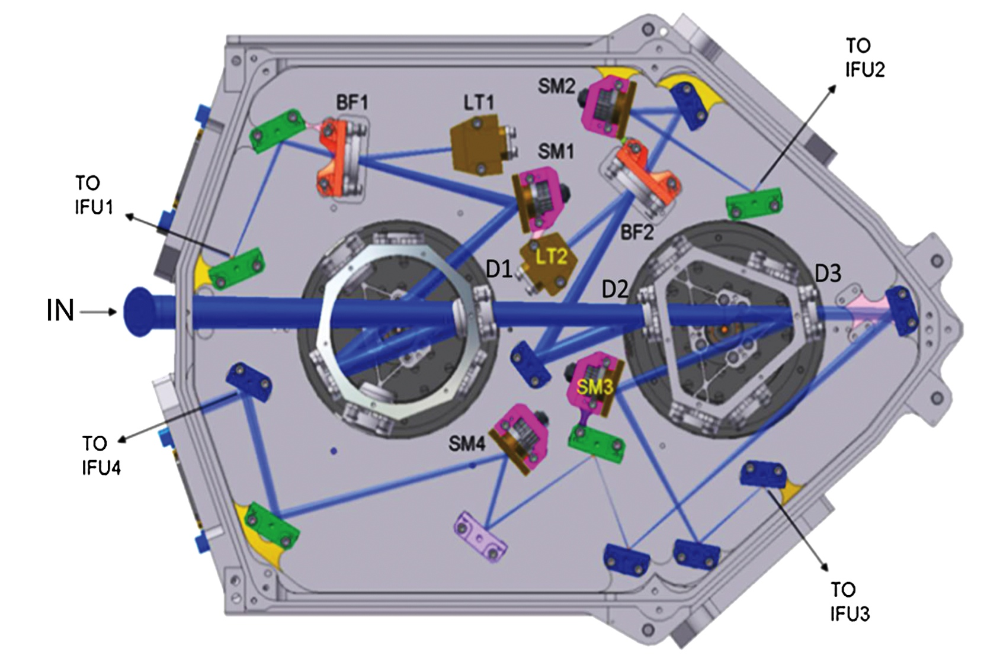 TO
IFU2
SM2
BF1
LT1
SM1
TO
IFU1
BF2
LT2
D1
D2
D3
IN
SM3
SM4
TO
IFU4
TO
IFU3